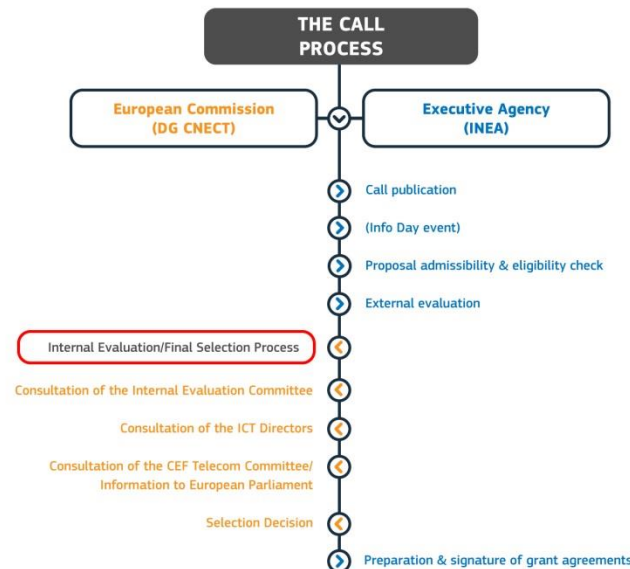 THE CALL
PROCESS
European Commission
(DG CNECT)
Executive Agency
(INEA)
Call publication
(Info Day event)
Proposal admissibility & eligibility check
External evaluation
Internal Evaluation/Final Selection Process
Consultation of the Internal Evaluation Committee
Consultation of the ICT Directors
Consultation of the CEF Telecom Committee/
Information to European Parliament
Selection Decision
Preparation & signature of grant agreements